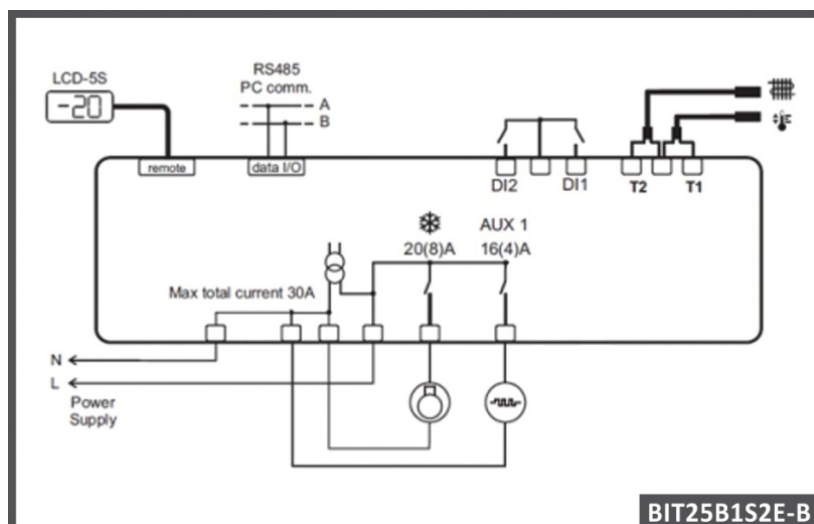 LCD-5S
-20
RS485
PC comm.
A
B
remote
data I/O
DI2
DI1
T2
T1
AUX 1
20(8)A
16(4)A
Max total current 30A
N
L
Power
Supply
BIT25B1S2E-B